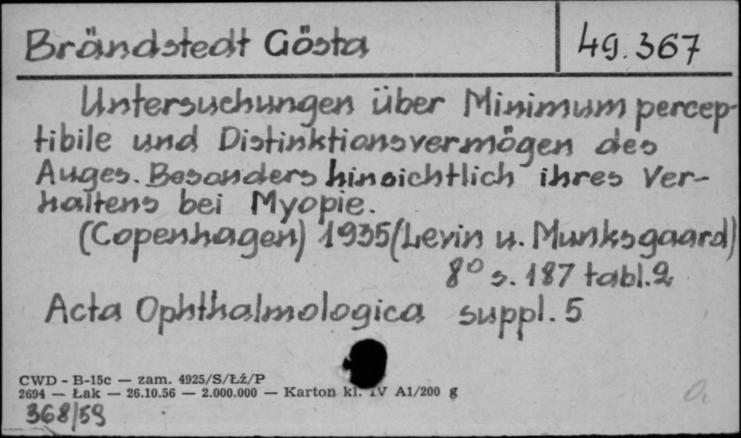 Brändstedt Gösta 49.367
Untersuchungen über Minimum percep-
tibile und Distinktionsvermögen des
Auges. Besonders hinsichtlich ihres Ver-
haltens bei Myopie.
(Copenhagen) 1935 (Levin u. Munksgaard)
8° s. 187 tabl. 2
Acta Ophthalmologica suppl. 5
CWD - B-15c — zam. 4925/S/Łź/P
2694 — Łak — 26.10.56 — 2.000.000 — Karton kl. IV A1/200 g
368/59